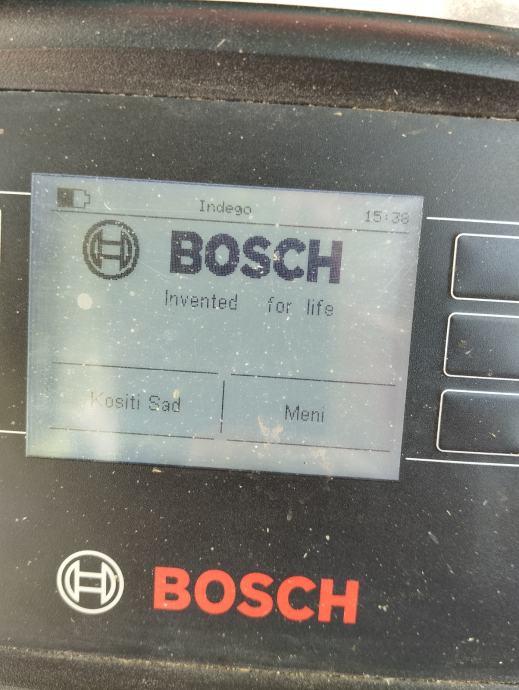 Indego
15:38
BOSCH
Invented for life
Kositi Sad
Meni
BOSCH